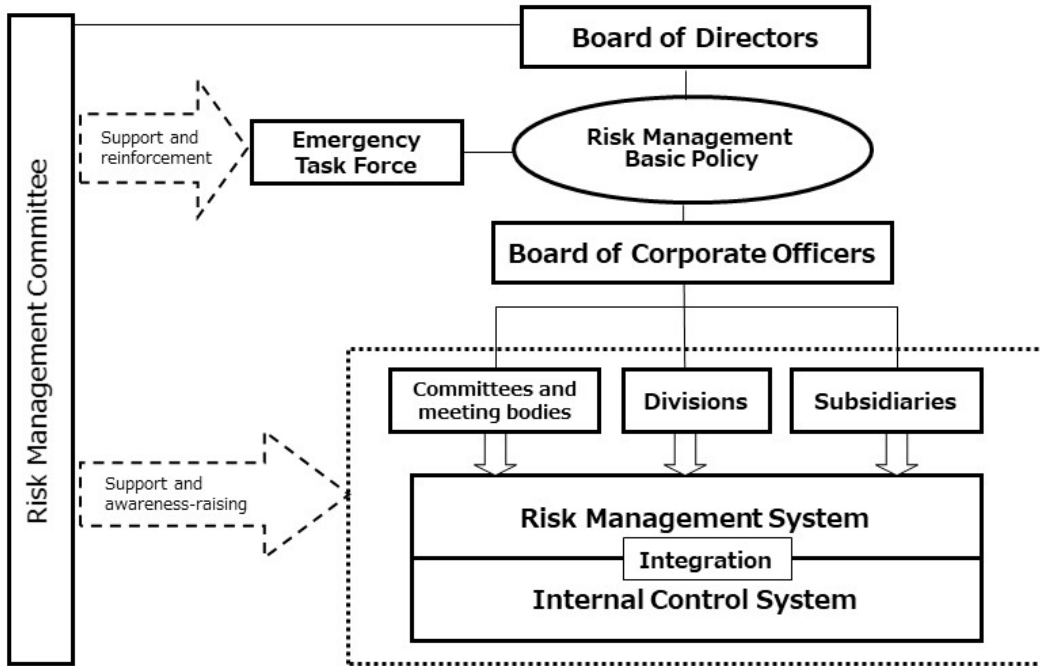 Risk Management Committee
Board of Directors
Support and
reinforcement
Emergency
Task Force
Risk Management
Basic Policy
Board of Corporate Officers
Committees and
meeting bodies
Divisions
Subsidiaries
Support and
awareness-raising
Risk Management System
Integration
Internal Control System